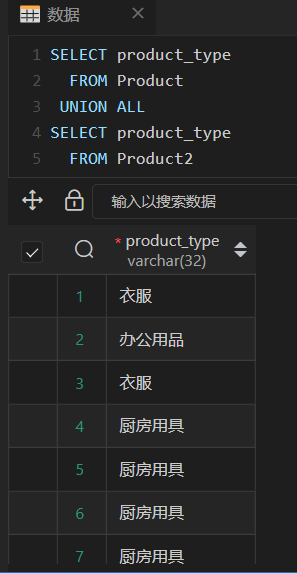 数据
1 SELECT product_type
2 FROM Product
3 UNION ALL
4 SELECT product_type
5 FROM Product2
输入以搜索数据
* product_type
varchar(32)
1 衣服
2 办公用品
3 衣服
4 厨房用具
5 厨房用具
6 厨房用具
7 厨房用具